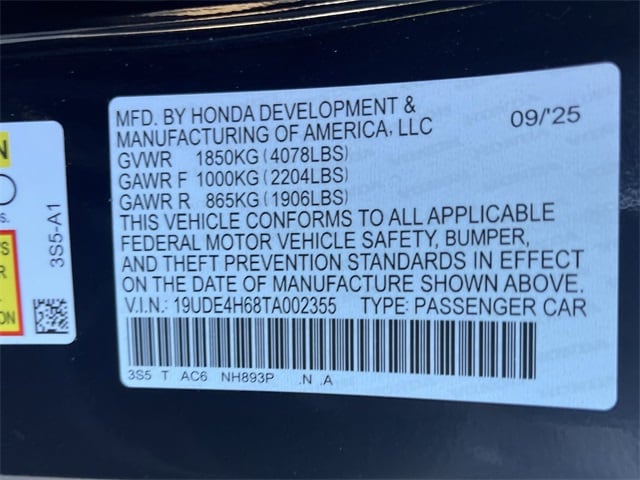 MFD. BY HONDA DEVELOPMENT &
MANUFACTURING OF AMERICA, LLC 09/'25
GVWR 1850KG (4078LBS)
GAWR F 1000KG (2204LBS)
GAWR R 865KG (1906LBS)
THIS VEHICLE CONFORMS TO ALL APPLICABLE
FEDERAL MOTOR VEHICLE SAFETY, BUMPER,
AND THEFT PREVENTION STANDARDS IN EFFECT
ON THE DATE OF MANUFACTURE SHOWN ABOVE.
V.I.N.: 19UDE4H68TA002355 TYPE: PASSENGER CAR
3S5 T AC6 NH893P .N .A
3S5-A1